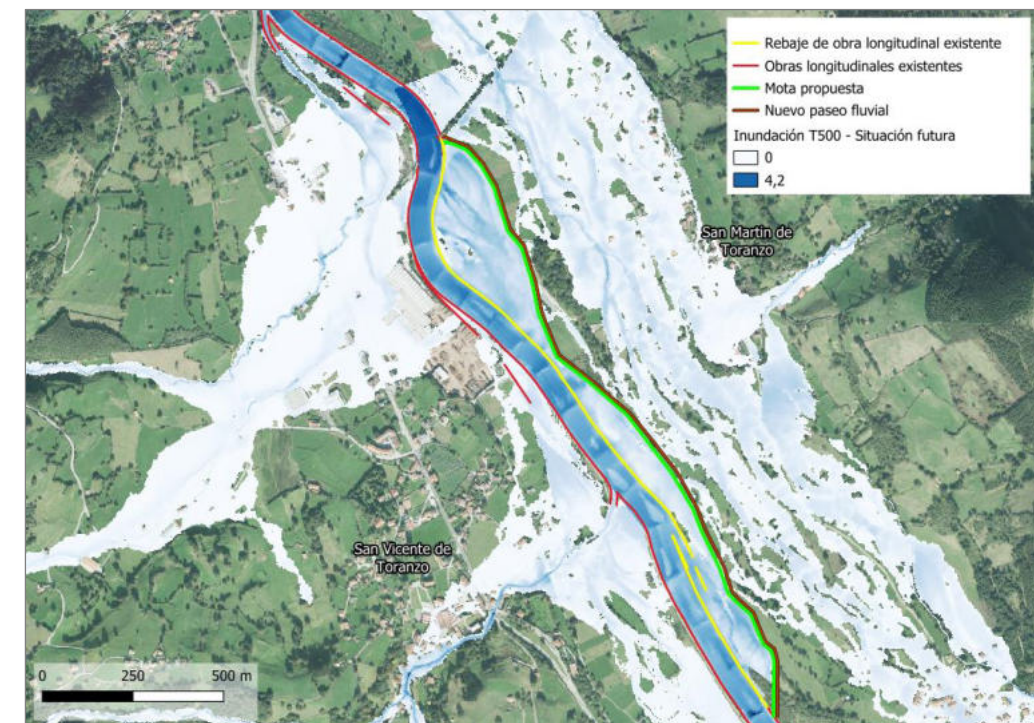 Rebaje de obra longitudinal existente
Obras longitudinales existentes
Mota propuesta
Nuevo paseo fluvial
Inundación T500 - Situación futura
0
4,2
San Martín de
Toranzo
San Vicente de
Toranzo
0 250 500 m